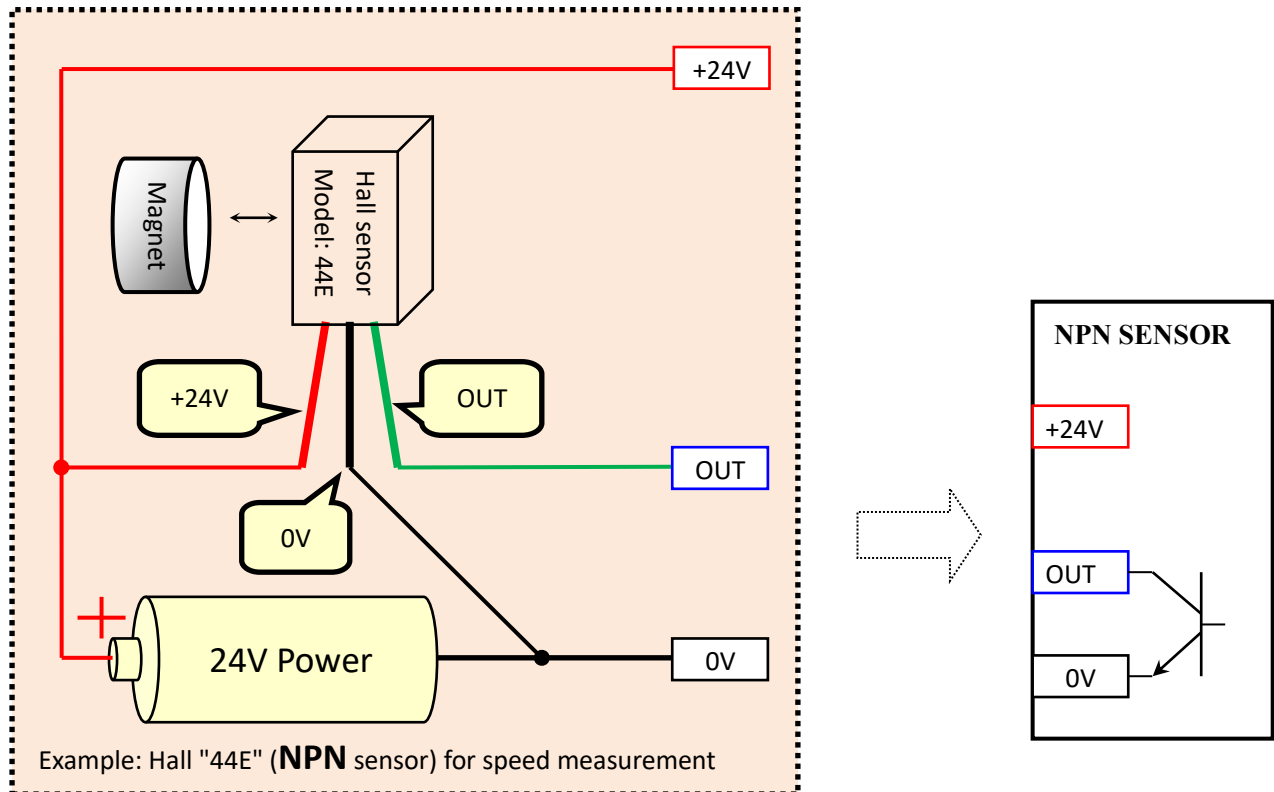 +24V
Magnet
Hall sensor
Model: 44E
+24V
OUT
OUT
0V
+
24V Power
0V
Example: Hall "44E" (NPN sensor) for speed measurement
NPN SENSOR
+24V
OUT
0V